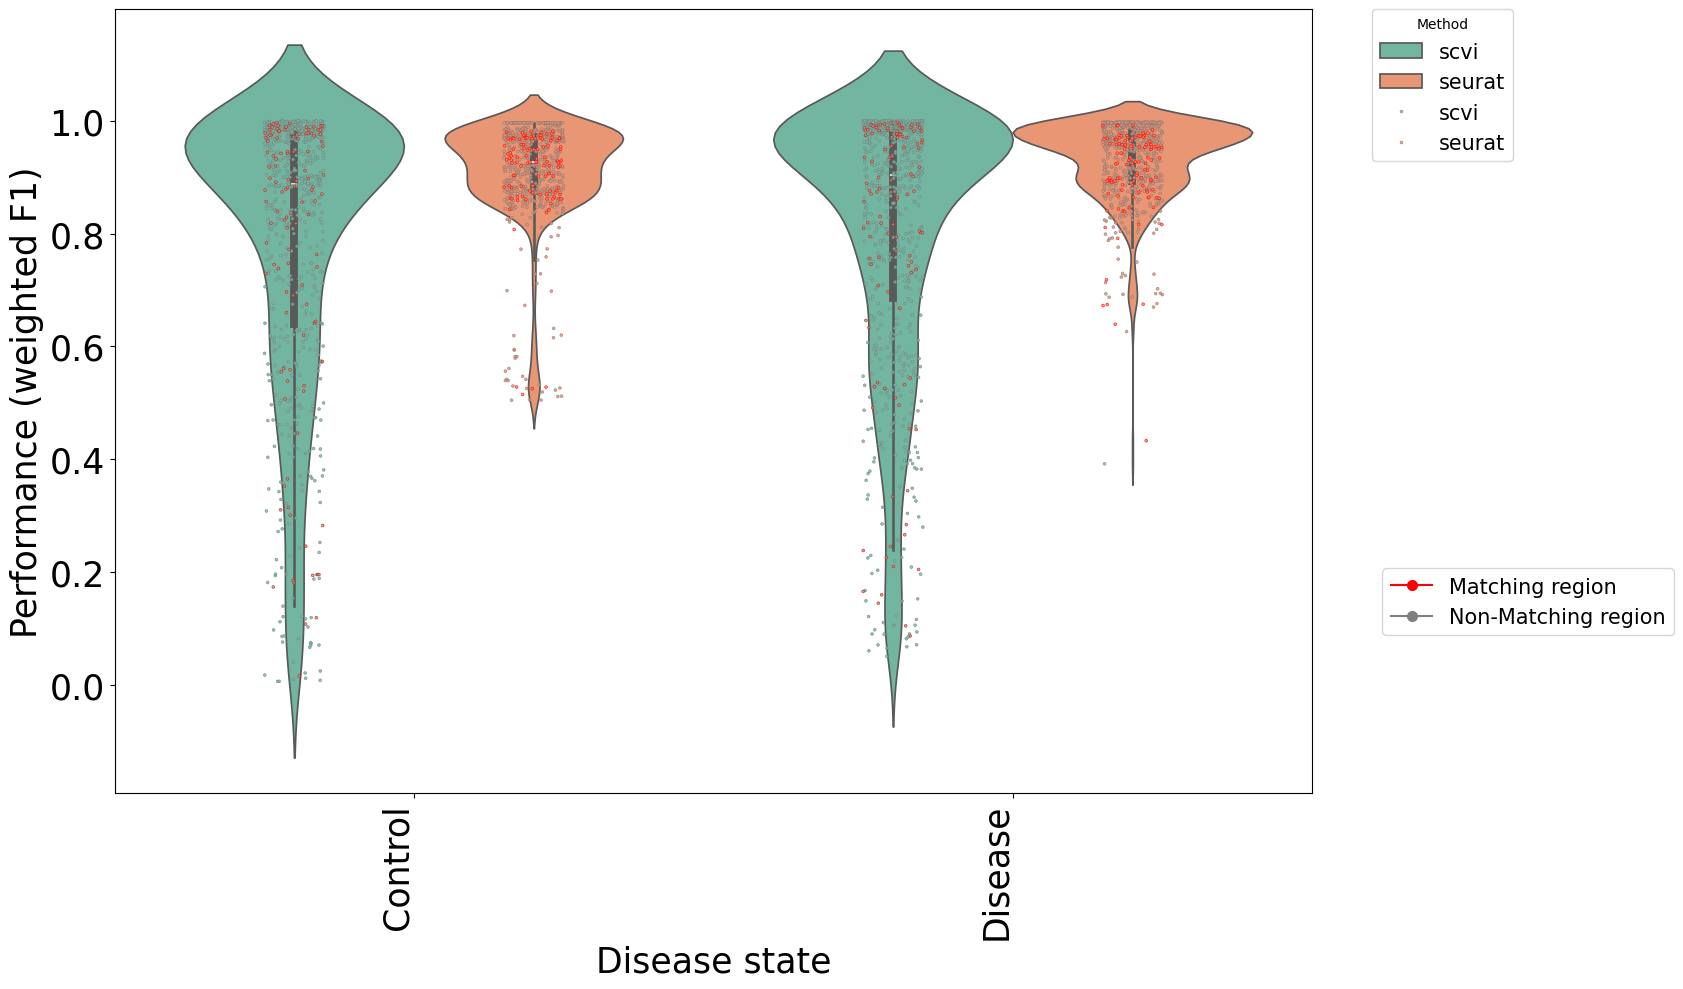 Performance (weighted F1)
1.0
0.8
0.6
0.4
0.2
0.0
Control
Disease
Disease state
Method
scvi
seurat
scvi
seurat
Matching region
Non-Matching region